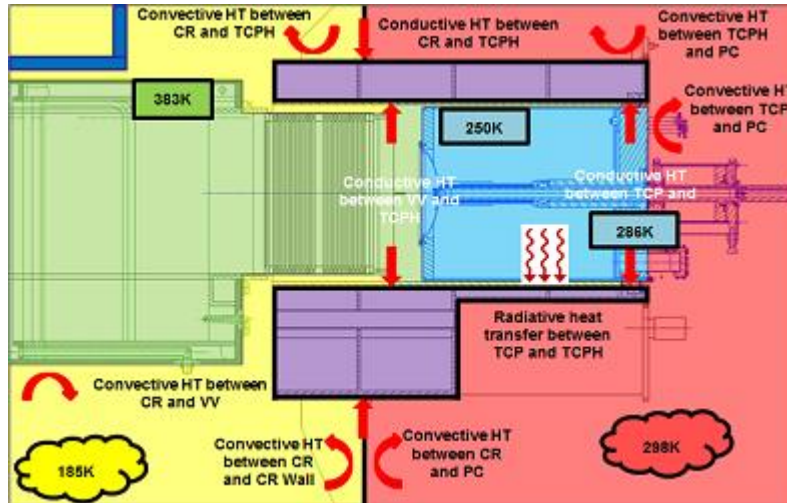 Convective HT
between CR
and TCPH
Conductive HT
between
CR and TCPH
Convective HT
between TCPH
and PC
Convective HT
between TCP
and PC
383K
250K
Conductive HT
between VV and
TCPH
Conductive HT
between TCP and
286K
Radiative heat
transfer between
TCP and TCPH
Convective HT between
CR and VV
Convective HT
between CR
and CR Wall
Convective HT
between CR
and PC
185K
298K